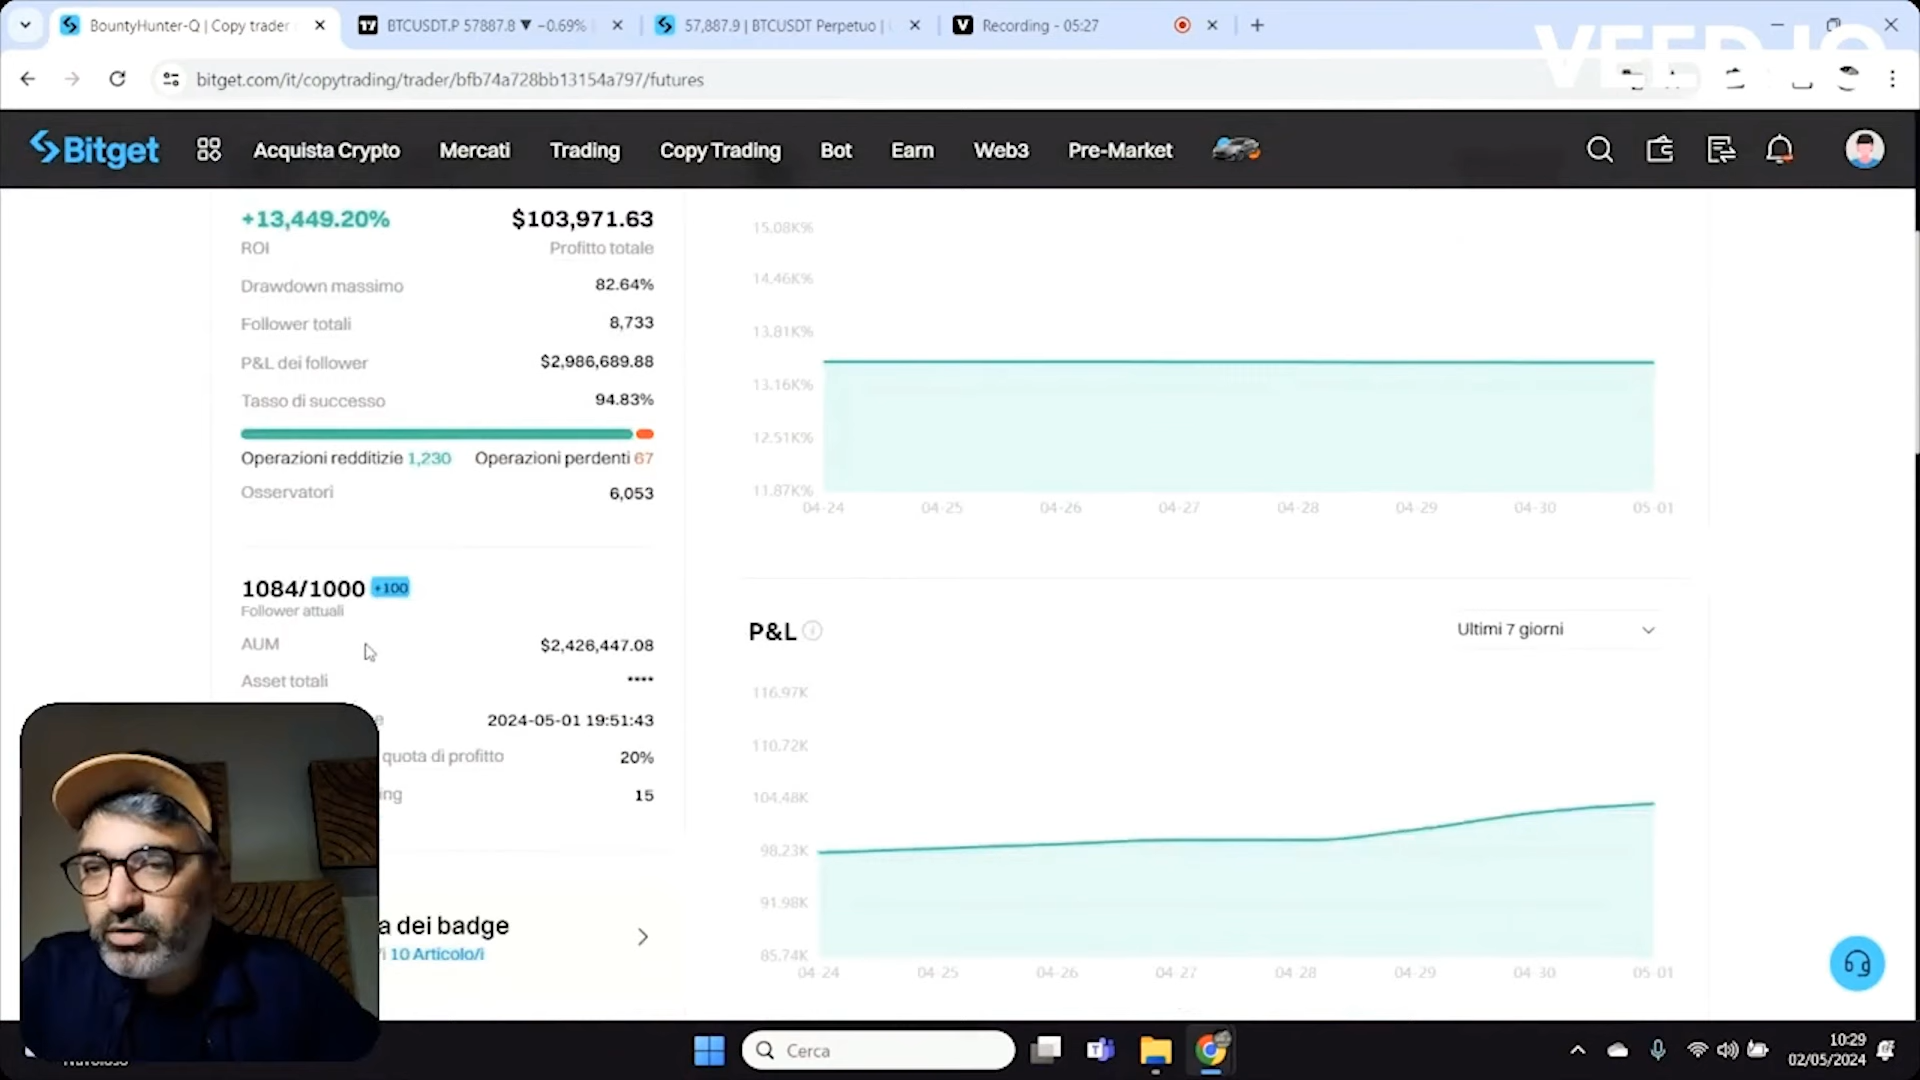 BountyHunter-Q | Copy trader
BTCUSDT.P 57887.8 ▼ −0.69%
57,887.9 | BTCUSDT Perpetuo |
Recording - 05:27
VEED.IO
bitget.com/it/copytrading/trader/bfb74a728bb13154a797/futures
Bitget
Acquista Crypto
Mercati
Trading
Copy Trading
Bot
Earn
Web3
Pre-Market
+13,449.20%
$103,971.63
ROI
Profitto totale
Drawdown massimo
82.64%
Follower totali
8,733
P&L dei follower
$2,986,689.88
Tasso di successo
94.83%
Operazioni redditizie 1,230
Operazioni perdenti 67
Osservatori
6,053
1084/1000 +100
Follower attuali
AUM
$2,426,447.08
Asset totali
••••
e
2024-05-01 19:51:43
quota di profitto
20%
ng
15
a dei badge
i 10 Articolo/i
15.08K%
14.46K%
13.81K%
13.16K%
12.51K%
11.87K%
04-24
04-25
04-26
04-27
04-28
04-29
04-30
05-01
P&L
Ultimi 7 giorni
116.97K
110.72K
104.48K
98.23K
91.98K
85.74K
04-24
04-25
04-26
04-27
04-28
04-29
04-30
05-01
Nuvoloso
Cerca
10:29
02/05/2024